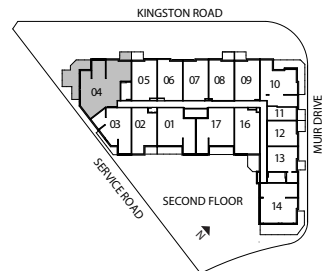 KINGSTON ROAD
05 06 07 08 09 10
04
MUIR DRIVE
11
03 02 01 17 16 12
13
SERVICE ROAD
SECOND FLOOR
14
N